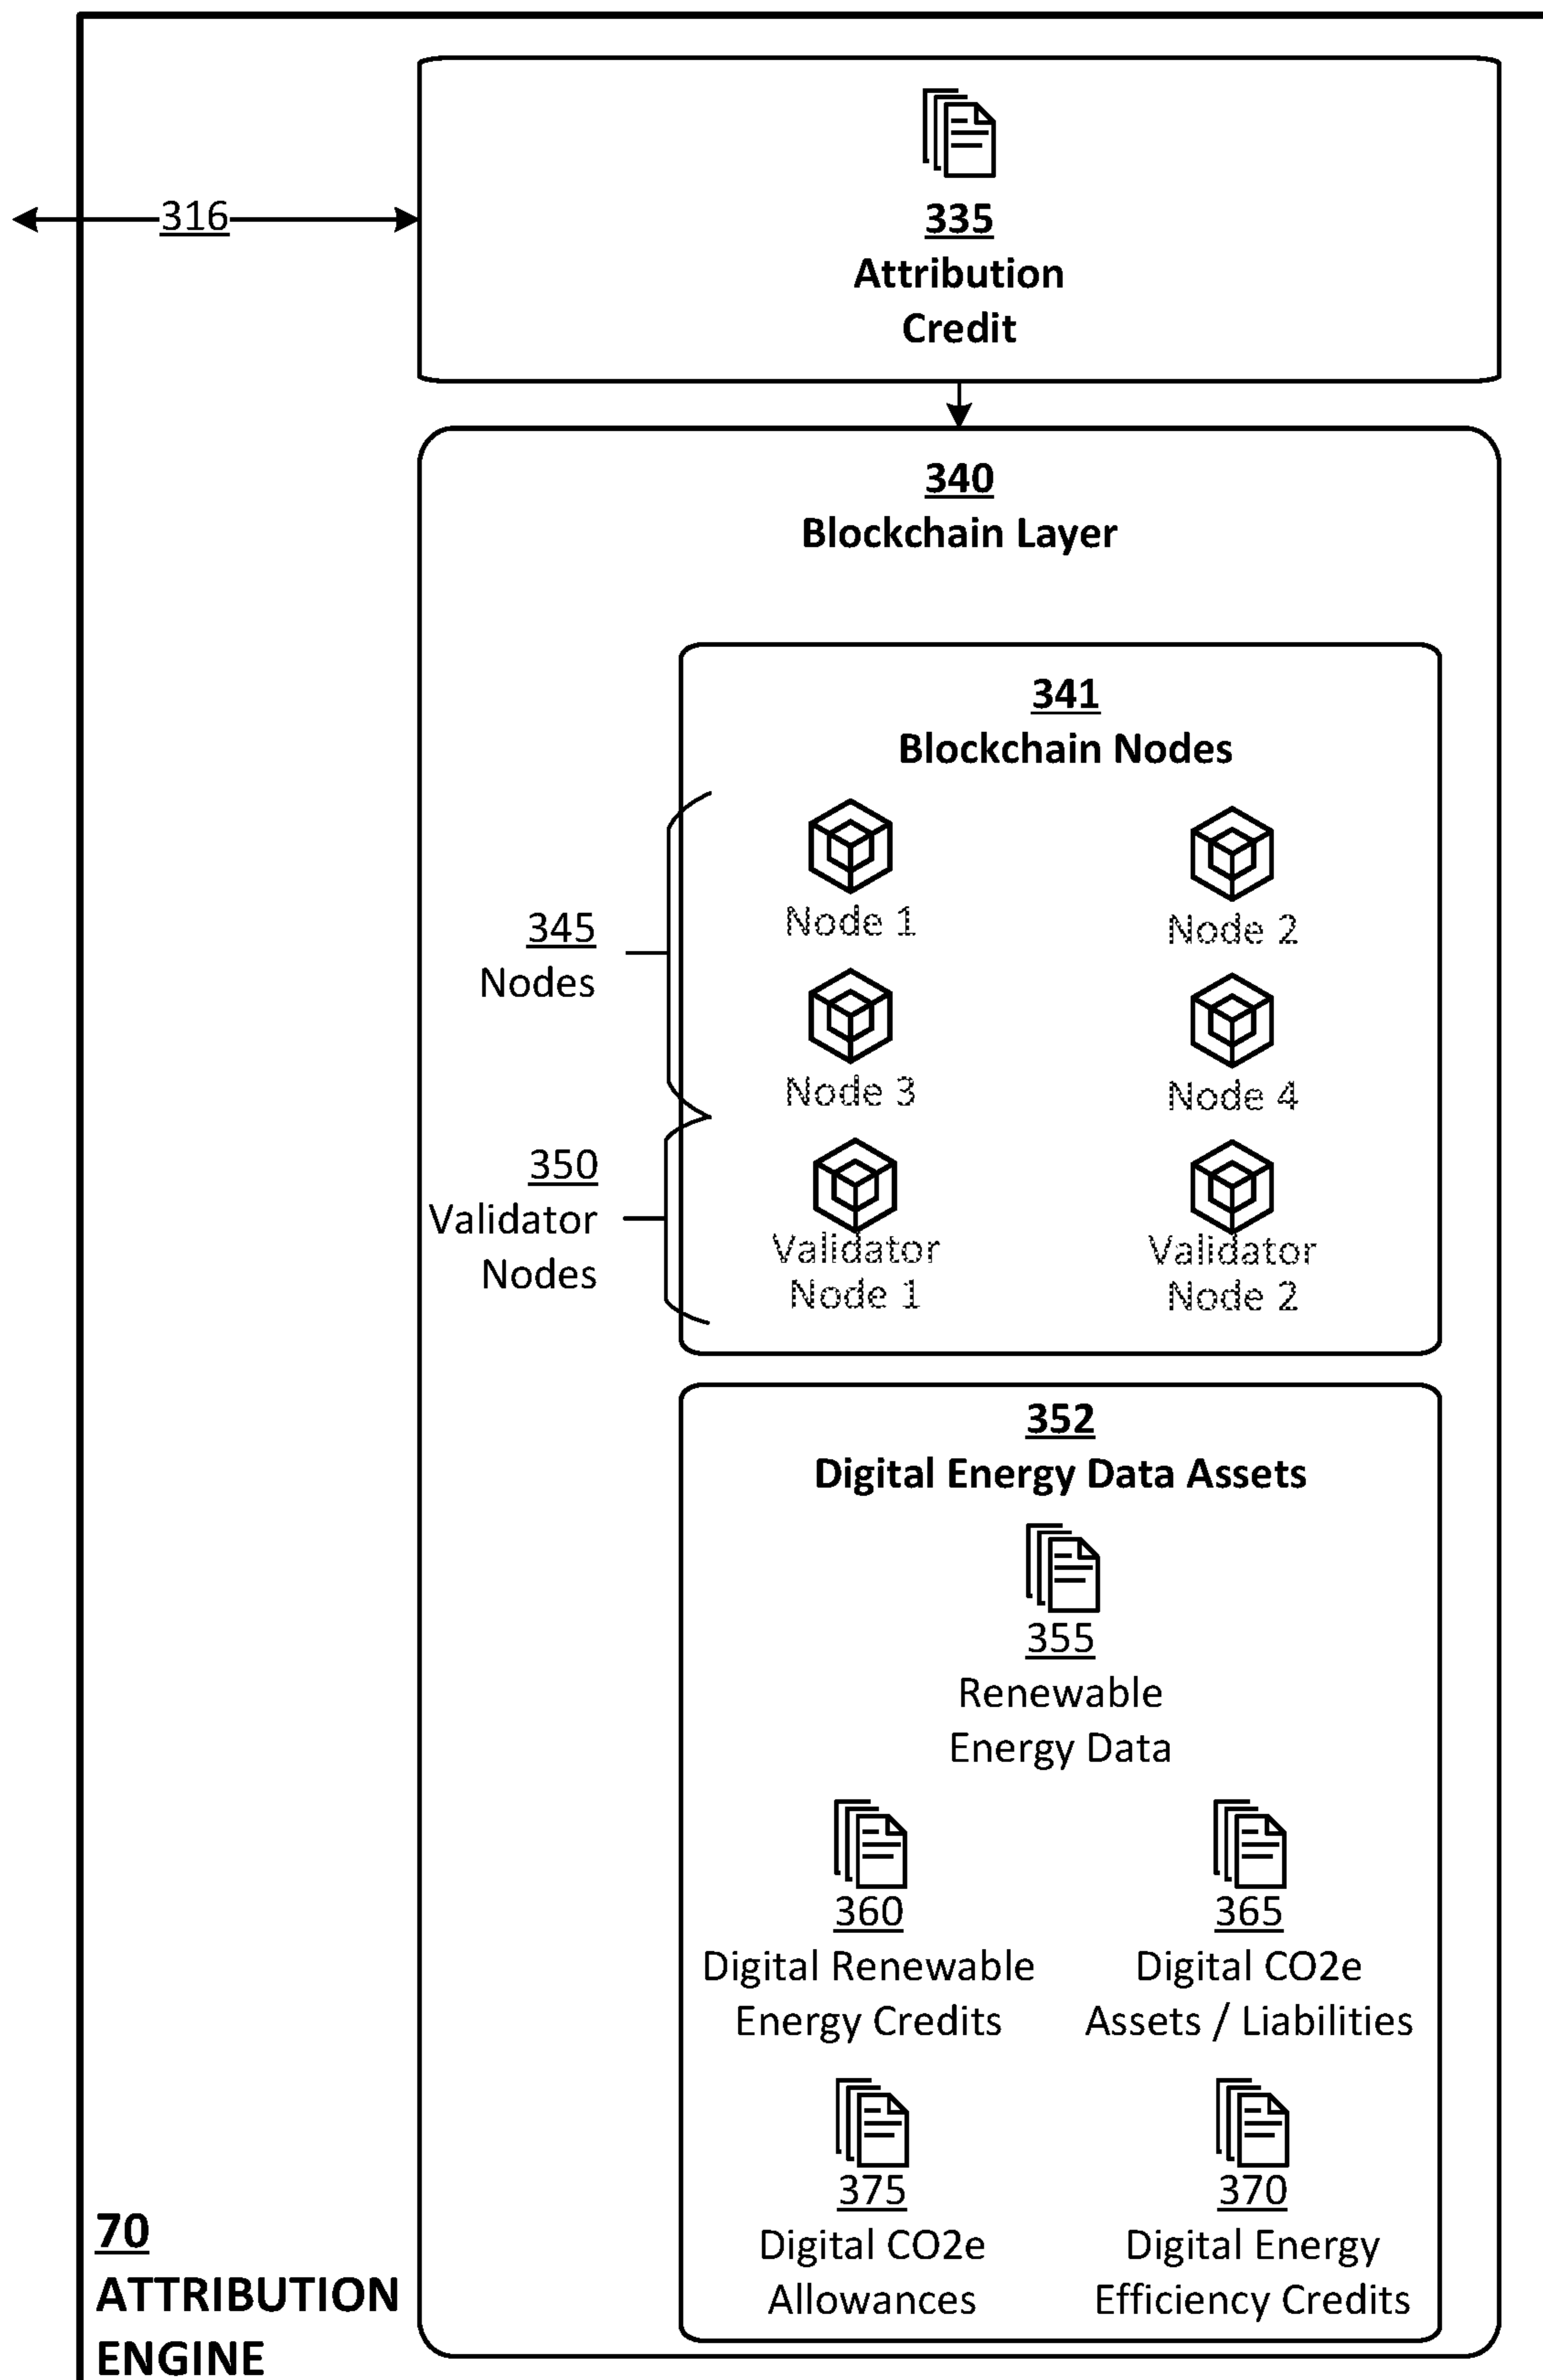 335
Attribution
Credit
316
340
Blockchain Layer
341
Blockchain Nodes
Node 1
Node 2
345
Nodes
Node 3
Node 4
350
Validator
Nodes
Validator
Node 1
Validator
Node 2
352
Digital Energy Data Assets
355
Renewable
Energy Data
360
Digital Renewable
Energy Credits
365
Digital CO2e
Assets / Liabilities
375
Digital CO2e
Allowances
370
Digital Energy
Efficiency Credits
70
ATTRIBUTION
ENGINE